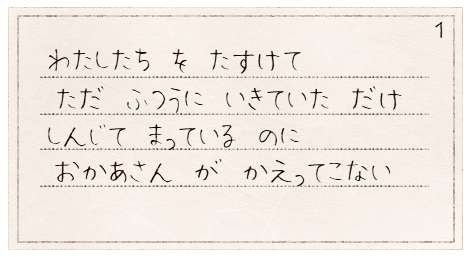 1
わたしたち を たすけて
ただ ふつうに いきていた だけ
しんじて まっている のに
おかあさん が かえってこない